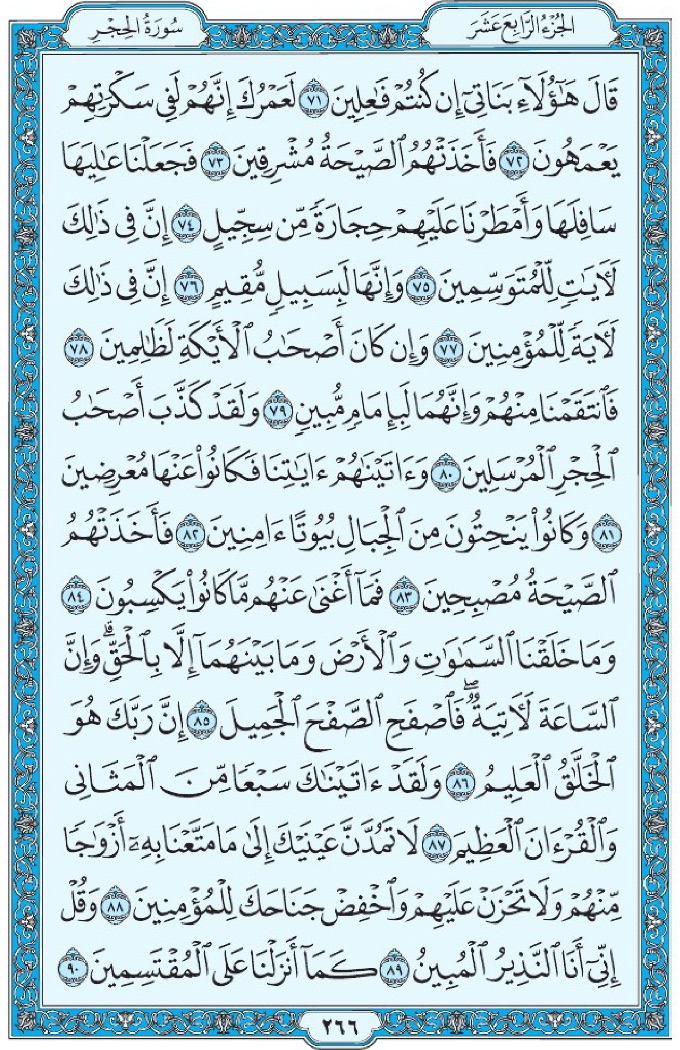 الجُزْءُ الرَّابِعَ عَشَرَ
سُورَةُ الحِجْرِ
قَالَ هَـٰٓؤُلَآءِ بَنَاتِىٓ إِن كُنتُمْ فَـٰعِلِينَ ٧١ لَعَمْرُكَ إِنَّهُمْ لَفِى سَكْرَتِهِمْ
يَعْمَهُونَ ٧٢ فَأَخَذَتْهُمُ ٱلصَّيْحَةُ مُشْرِقِينَ ٧٣ فَجَعَلْنَا عَـٰلِيَهَا
سَافِلَهَا وَأَمْطَرْنَا عَلَيْهِمْ حِجَارَةً مِّن سِجِّيلٍ ٧٤ إِنَّ فِى ذَٰلِكَ
لَـَٔايَـٰتٍ لِّلْمُتَوَسِّمِينَ ٧٥ وَإِنَّهَا لَبِسَبِيلٍ مُّقِيمٍ ٧٦ إِنَّ فِى ذَٰلِكَ
لَـَٔايَةً لِّلْمُؤْمِنِينَ ٧٧ وَإِن كَانَ أَصْحَـٰبُ ٱلْأَيْكَةِ لَظَـٰلِمِينَ ٧٨
فَٱنتَقَمْنَا مِنْهُمْ وَإِنَّهُمَا لَبِإِمَامٍ مُّبِينٍ ٧٩ وَلَقَدْ كَذَّبَ أَصْحَـٰبُ
ٱلْحِجْرِ ٱلْمُرْسَلِينَ ٨٠ وَءَاتَيْنَـٰهُمْ ءَايَـٰتِنَا فَكَانُوا۟ عَنْهَا مُعْرِضِينَ
٨١ وَكَانُوا۟ يَنْحِتُونَ مِنَ ٱلْجِبَالِ بُيُوتًا ءَامِنِينَ ٨٢ فَأَخَذَتْهُمُ
ٱلصَّيْحَةُ مُصْبِحِينَ ٨٣ فَمَآ أَغْنَىٰ عَنْهُم مَّا كَانُوا۟ يَكْسِبُونَ ٨٤
وَمَا خَلَقْنَا ٱلسَّمَـٰوَٰتِ وَٱلْأَرْضَ وَمَا بَيْنَهُمَآ إِلَّا بِٱلْحَقِّ ۗ وَإِنَّ
ٱلسَّاعَةَ لَـَٔاتِيَةٌ ۖ فَٱصْفَحِ ٱلصَّفْحَ ٱلْجَمِيلَ ٨٥ إِنَّ رَبَّكَ هُوَ
ٱلْخَلَّـٰقُ ٱلْعَلِيمُ ٨٦ وَلَقَدْ ءَاتَيْنَـٰكَ سَبْعًا مِّنَ ٱلْمَثَانِى
وَٱلْقُرْءَانَ ٱلْعَظِيمَ ٨٧ لَا تَمُدَّنَّ عَيْنَيْكَ إِلَىٰ مَا مَتَّعْنَا بِهِۦٓ أَزْوَٰجًا
مِّنْهُمْ وَلَا تَحْزَنْ عَلَيْهِمْ وَٱخْفِضْ جَنَاحَكَ لِلْمُؤْمِنِينَ ٨٨ وَقُلْ
إِنِّىٓ أَنَا ٱلنَّذِيرُ ٱلْمُبِينُ ٨٩ كَمَآ أَنزَلْنَا عَلَى ٱلْمُقْتَسِمِينَ ٩٠
٢٦٦